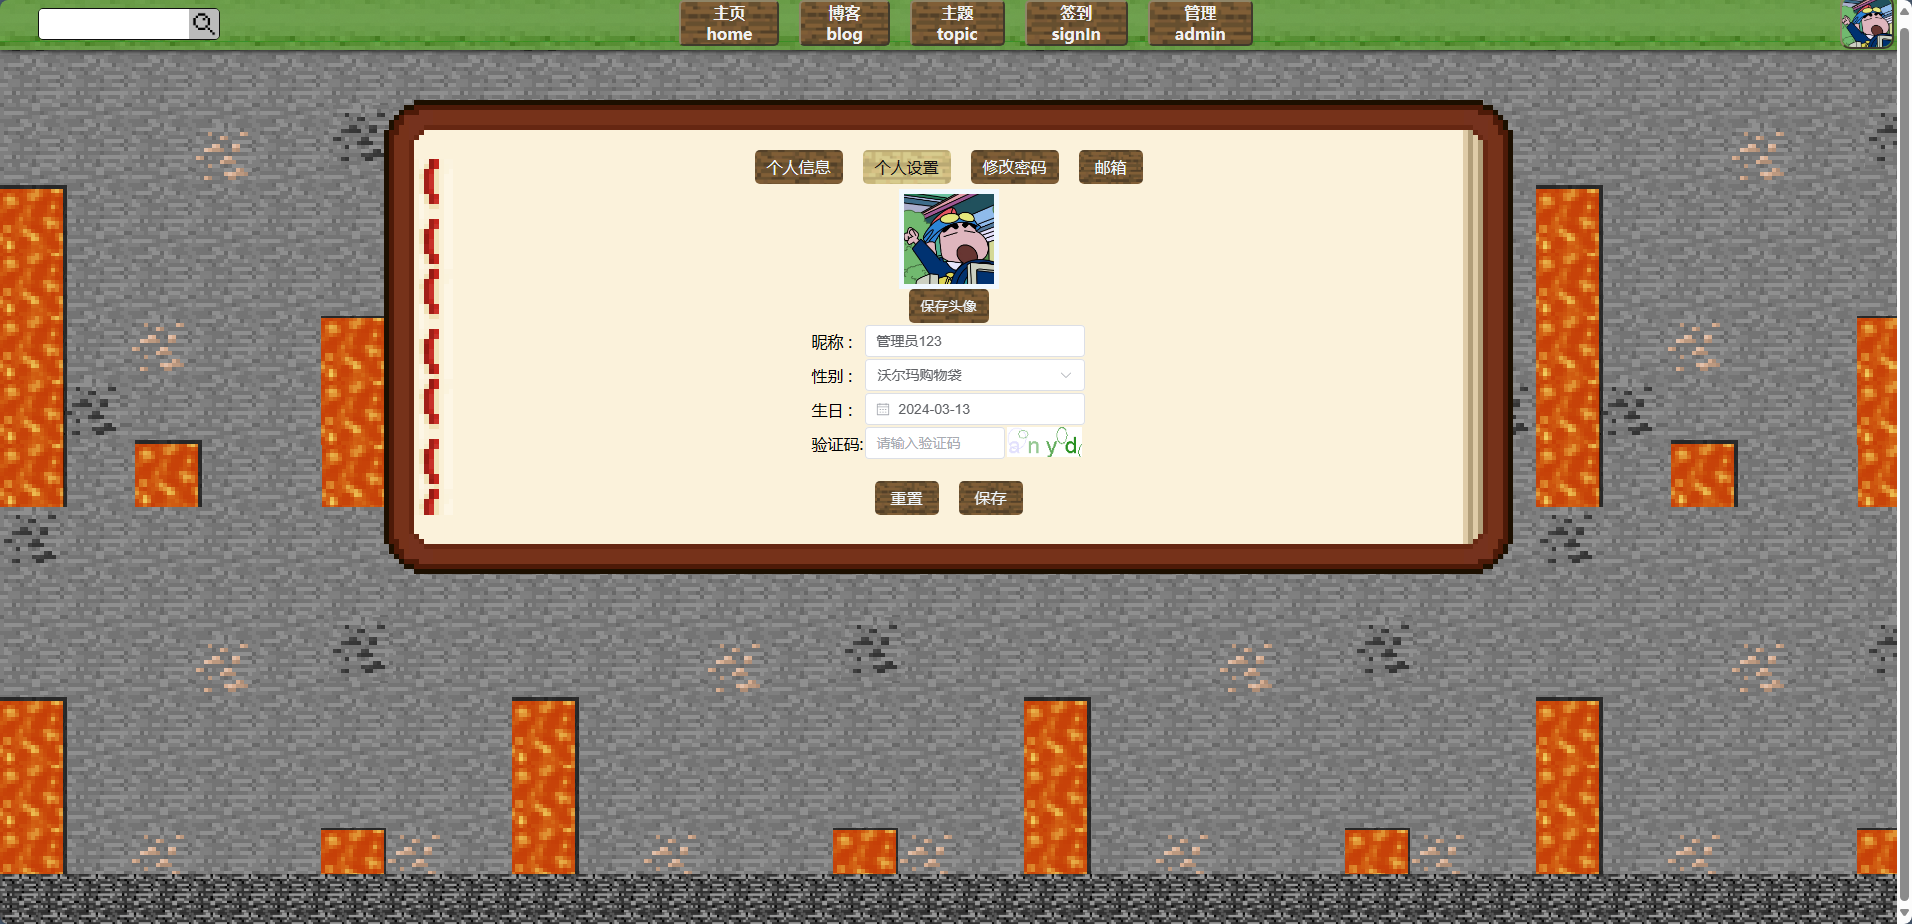 主页 博客 主题 签到 管理
home blog topic signIn admin
个人信息 个人设置 修改密码 邮箱
保存头像
昵称： 管理员123
性别： 沃尔玛购物袋
生日： 2024-03-13
验证码: 请输入验证码 a n y d
重置 保存